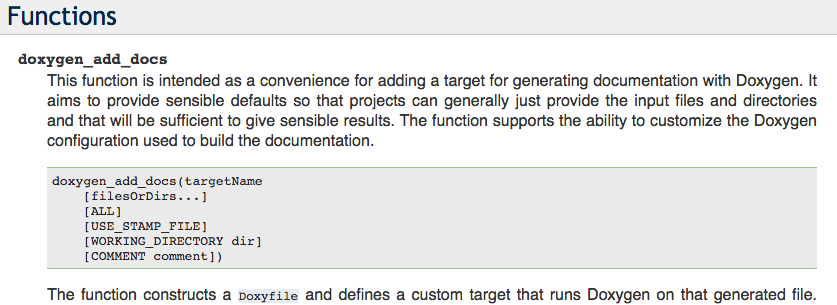 Functions
doxygen_add_docs
This function is intended as a convenience for adding a target for generating documentation with Doxygen. It
aims to provide sensible defaults so that projects can generally just provide the input files and directories
and that will be sufficient to give sensible results. The function supports the ability to customize the Doxygen
configuration used to build the documentation.
doxygen_add_docs(targetName
    [filesOrDirs...]
    [ALL]
    [USE_STAMP_FILE]
    [WORKING_DIRECTORY dir]
    [COMMENT comment])
The function constructs a Doxyfile and defines a custom target that runs Doxygen on that generated file.